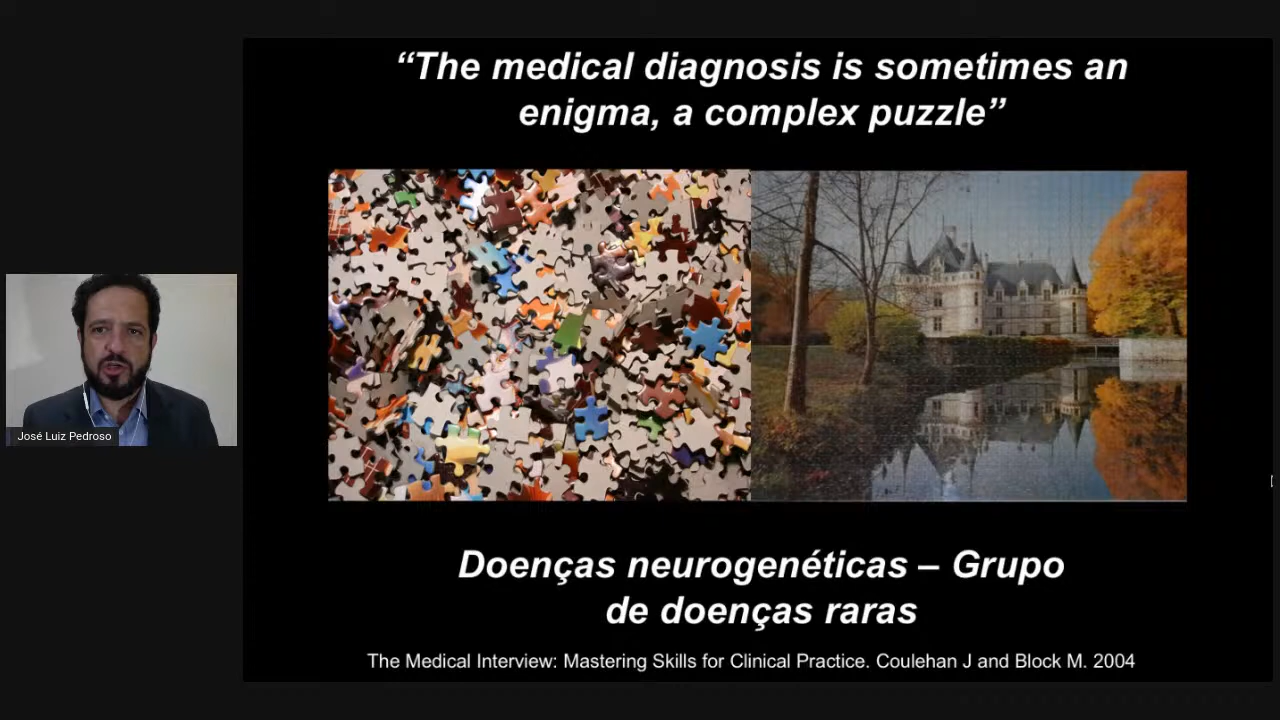 “The medical diagnosis is sometimes an
enigma, a complex puzzle”
José Luiz Pedroso
Doenças neurogenéticas – Grupo
de doenças raras
The Medical Interview: Mastering Skills for Clinical Practice. Coulehan J and Block M. 2004